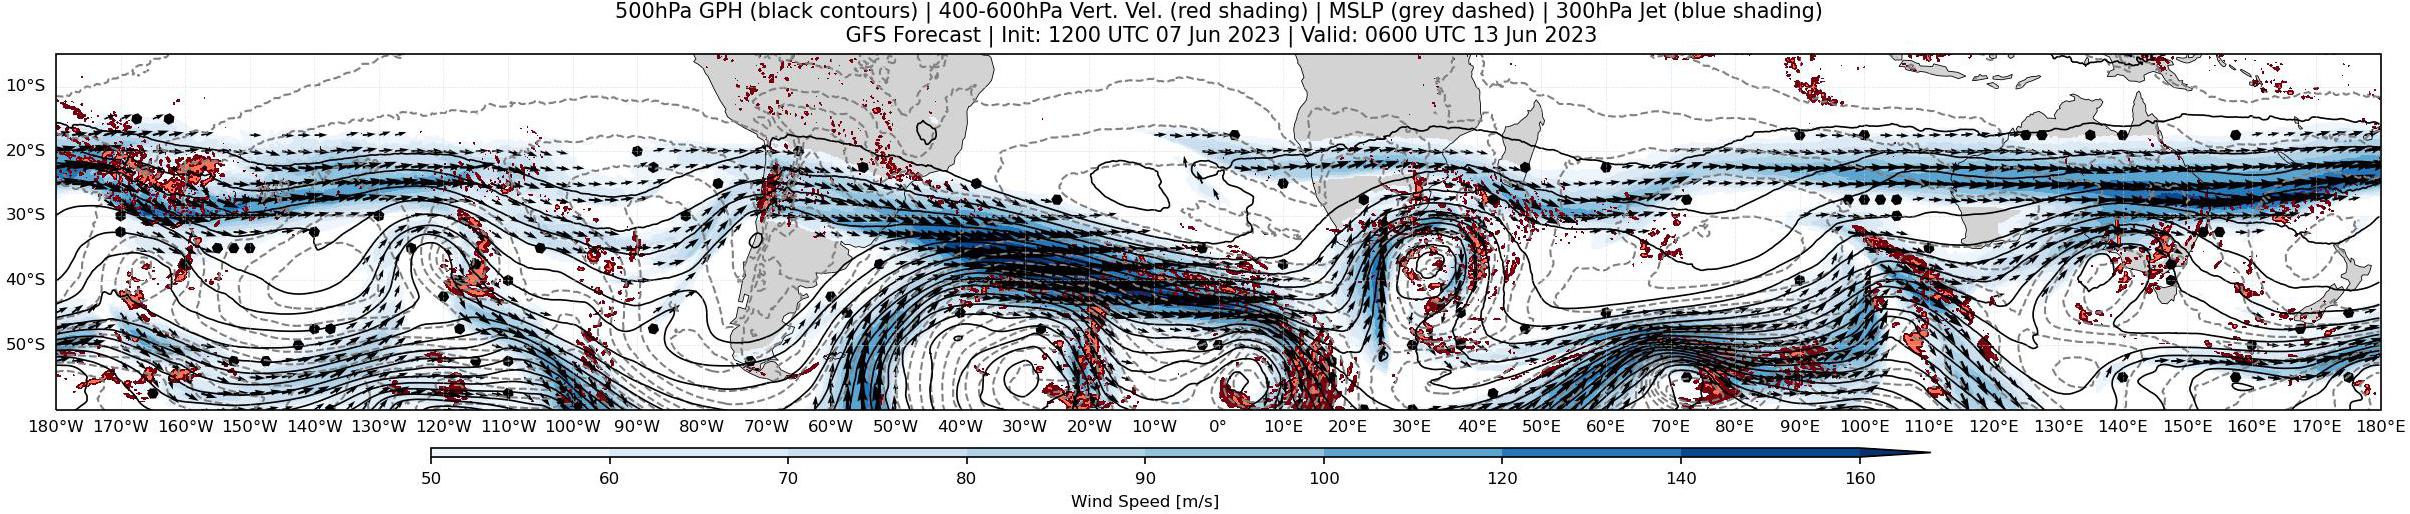 500hPa GPH (black contours) | 400-600hPa Vert. Vel. (red shading) | MSLP (grey dashed) | 300hPa Jet (blue shading)
GFS Forecast | Init: 1200 UTC 07 Jun 2023 | Valid: 0600 UTC 13 Jun 2023
10°S
20°S
30°S
40°S
50°S
180°W 170°W 160°W 150°W 140°W 130°W 120°W 110°W 100°W 90°W 80°W 70°W 60°W 50°W 40°W 30°W 20°W 10°W 0° 10°E 20°E 30°E 40°E 50°E 60°E 70°E 80°E 90°E 100°E 110°E 120°E 130°E 140°E 150°E 160°E 170°E 180°E
50 60 70 80 90 100 120 140 160
Wind Speed [m/s]